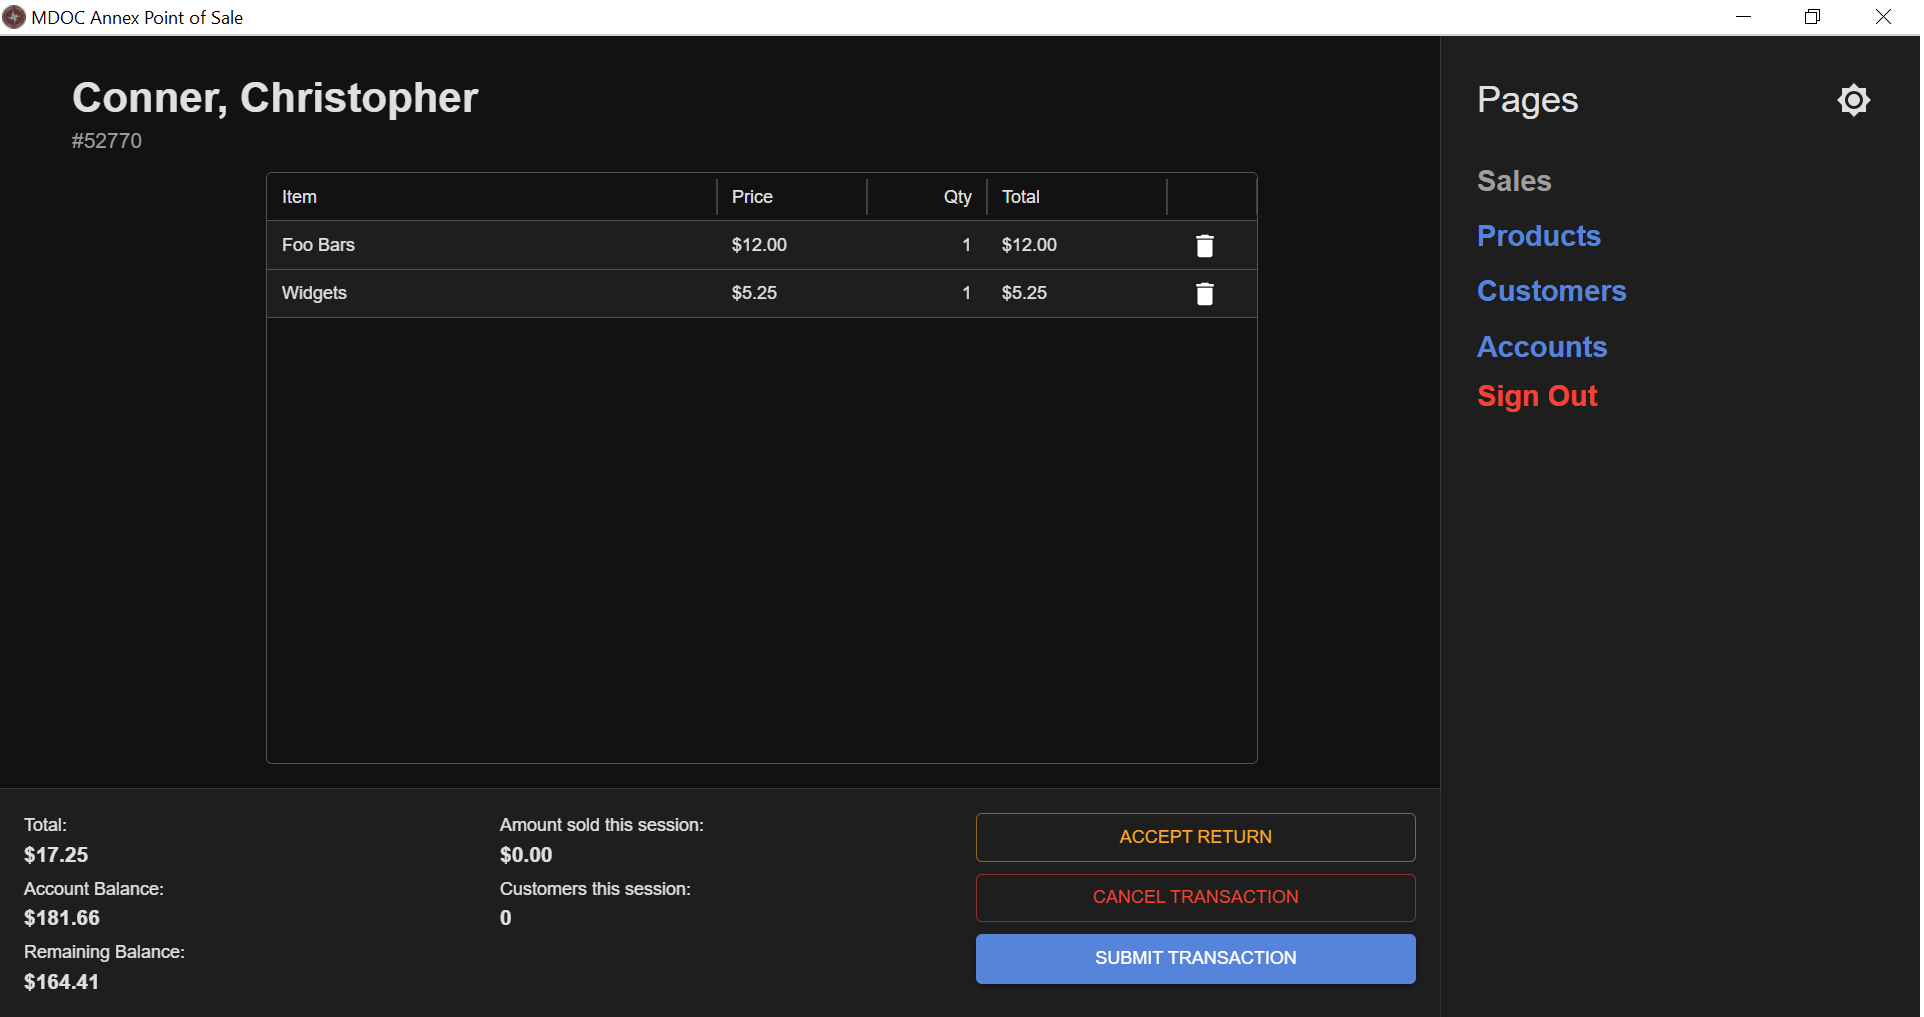 MDOC Annex Point of Sale
Conner, Christopher
#52770
Item Price Qty Total
Foo Bars $12.00 1 $12.00
Widgets $5.25 1 $5.25
Total:
$17.25
Account Balance:
$181.66
Remaining Balance:
$164.41
Amount sold this session:
$0.00
Customers this session:
0
ACCEPT RETURN
CANCEL TRANSACTION
SUBMIT TRANSACTION
Pages
Sales
Products
Customers
Accounts
Sign Out